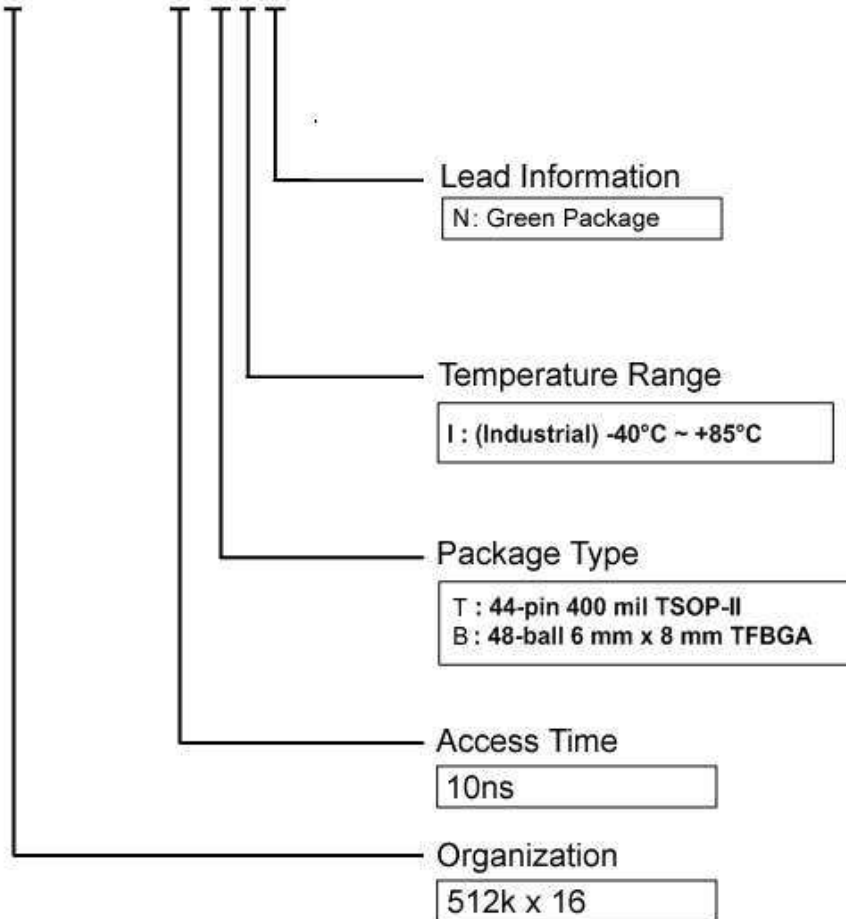 Lead Information
N: Green Package
Temperature Range
I : (Industrial) -40°C ~ +85°C
Package Type
T : 44-pin 400 mil TSOP-II
B : 48-ball 6 mm x 8 mm TFBGA
Access Time
10ns
Organization
512k x 16